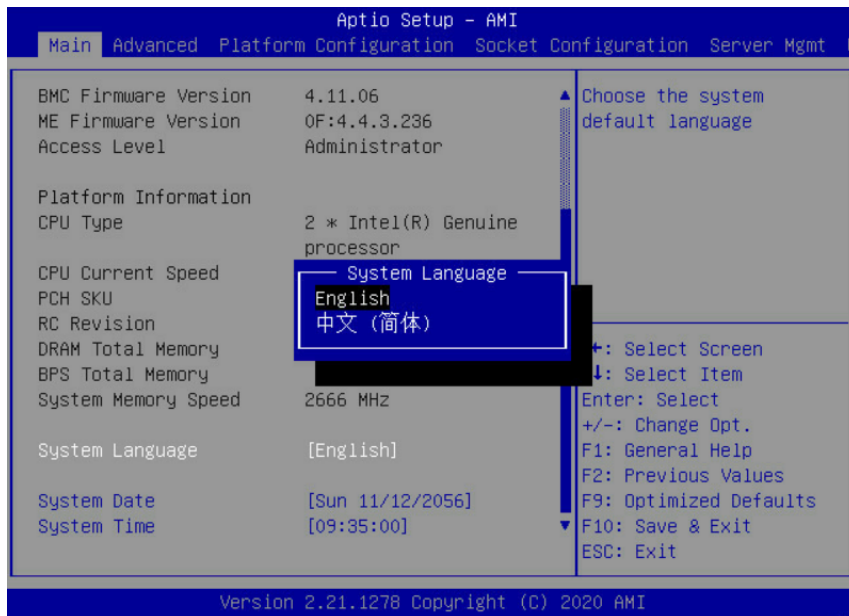 Aptio Setup – AMI
Main Advanced Platform Configuration Socket Configuration Server Mgmt
BMC Firmware Version 4.11.06
ME Firmware Version 0F:4.4.3.236
Access Level Administrator
Platform Information
CPU Type 2 * Intel(R) Genuine
processor
CPU Current Speed
PCH SKU
RC Revision
DRAM Total Memory
BPS Total Memory
System Memory Speed 2666 MHz
System Language [English]
System Date [Sun 11/12/2056]
System Time [09:35:00]
System Language
English
中文 (简体)
Choose the system
default language
: Select Screen
: Select Item
Enter: Select
+/-: Change Opt.
F1: General Help
F2: Previous Values
F9: Optimized Defaults
F10: Save & Exit
ESC: Exit
Version 2.21.1278 Copyright (C) 2020 AMI